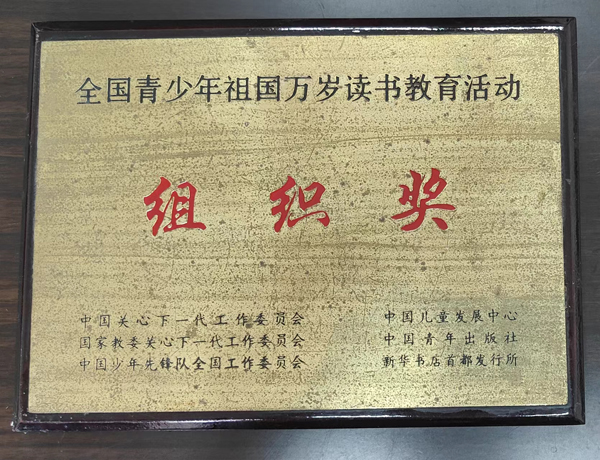 全国青少年祖国万岁读书教育活动
组织奖
中国关心下一代工作委员会
国家教委关心下一代工作委员会
中国少年先锋队全国工作委员会
中国儿童发展中心
中国青年出版社
新华书店首都发行所